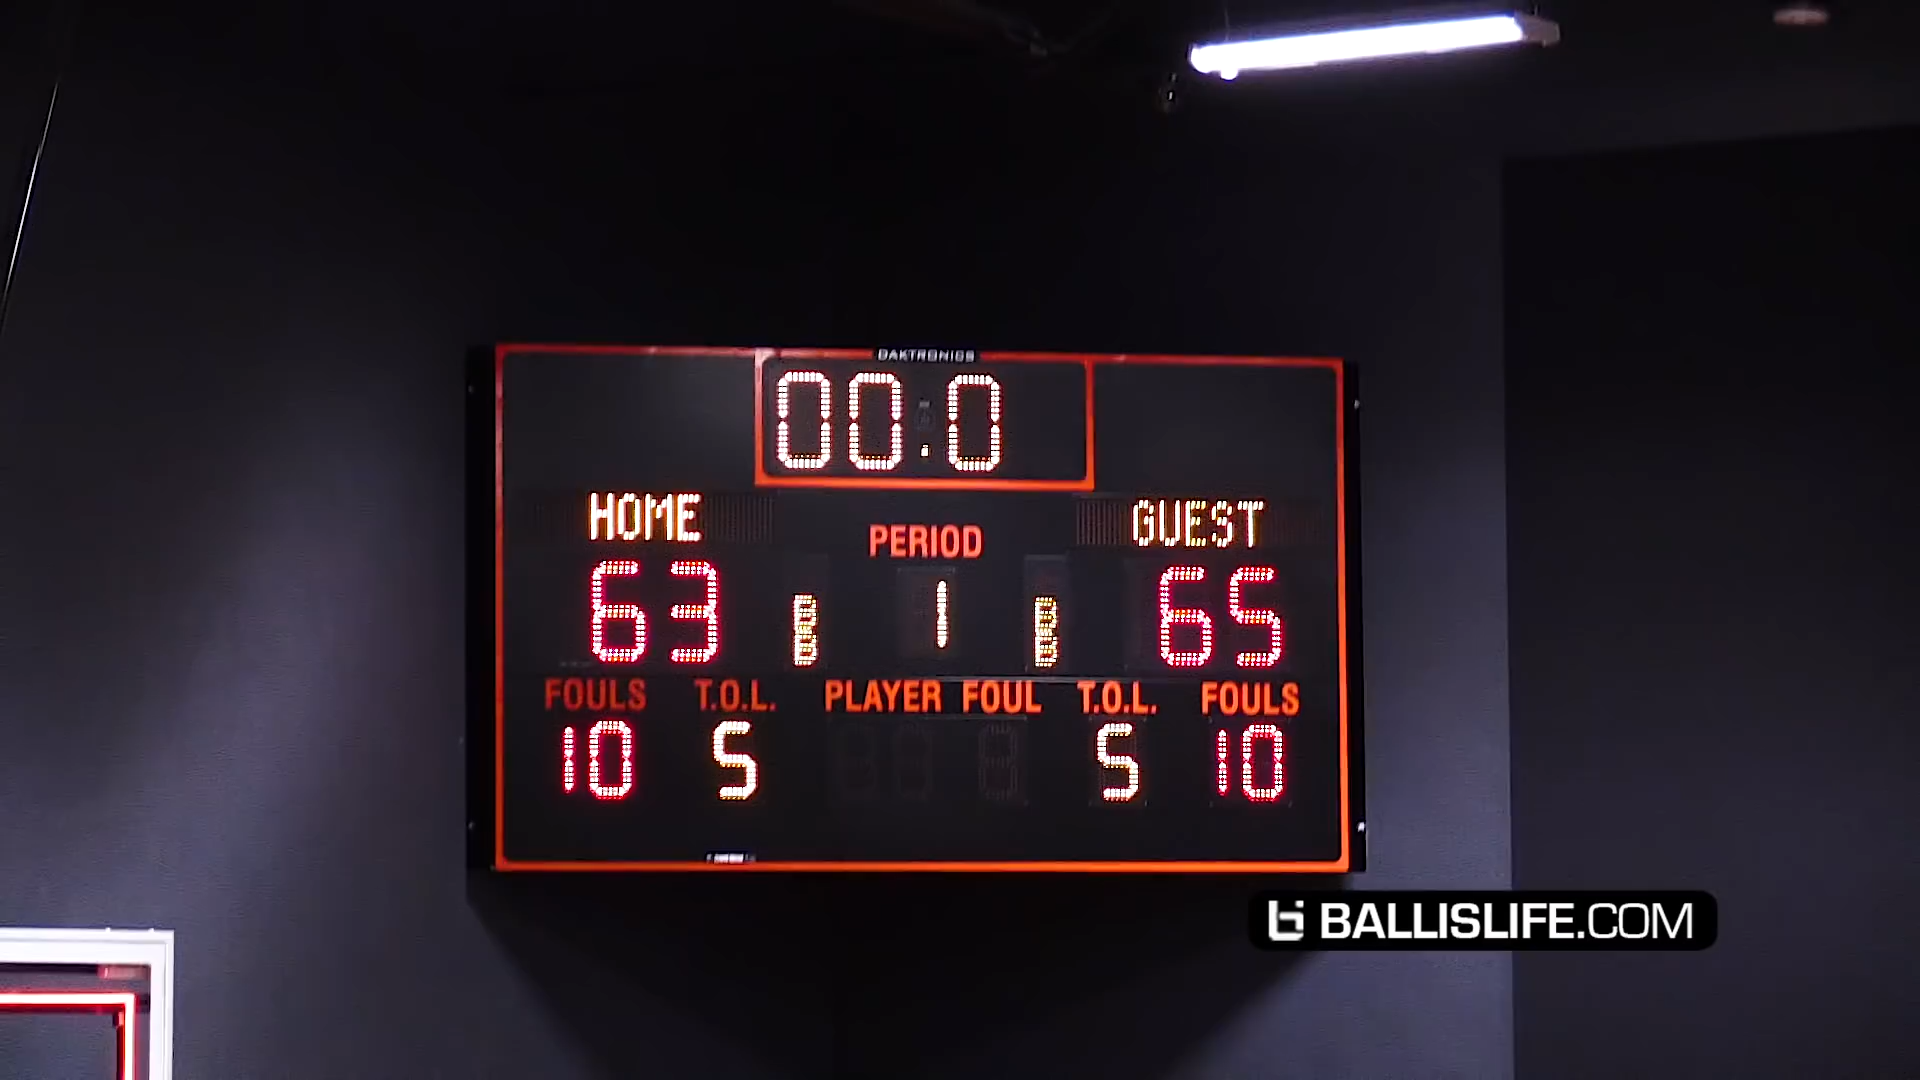 DAKTRONICS
00.0
HOME
GUEST
PERIOD
63
B
B
1
B
B
65
FOULS
T.O.L.
PLAYER FOUL
T.O.L.
FOULS
10
5
5
10
BALLISLIFE.COM